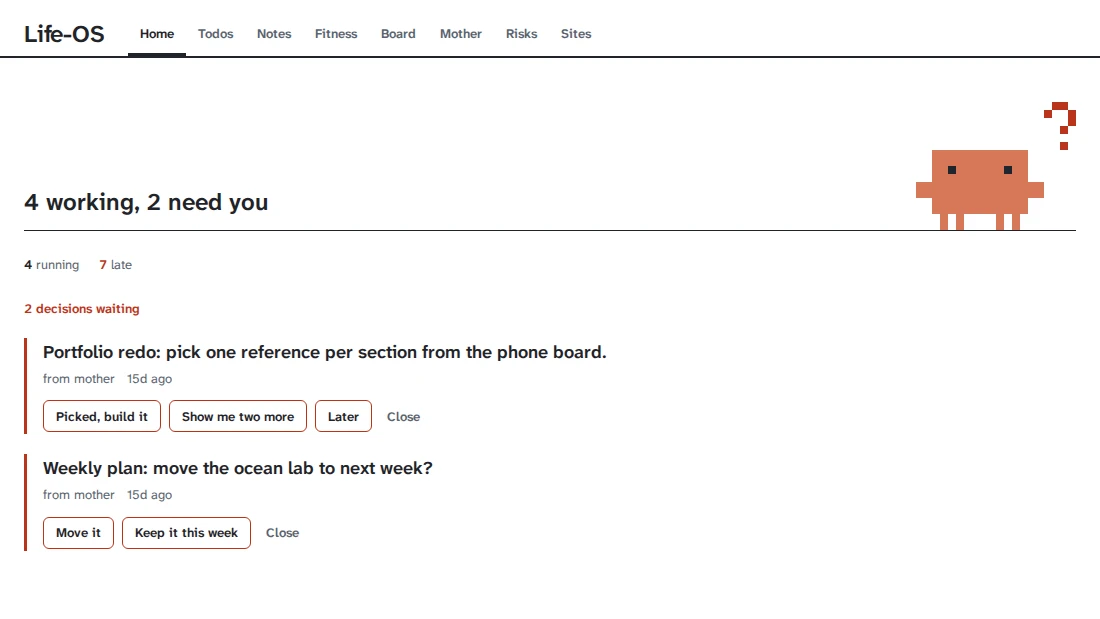 Life-OS Home Todos Notes Fitness Board Mother Risks Sites
?
4 working, 2 need you
4 running 7 late
2 decisions waiting
Portfolio redo: pick one reference per section from the phone board.
from mother 15d ago
Picked, build it Show me two more Later Close
Weekly plan: move the ocean lab to next week?
from mother 15d ago
Move it Keep it this week Close